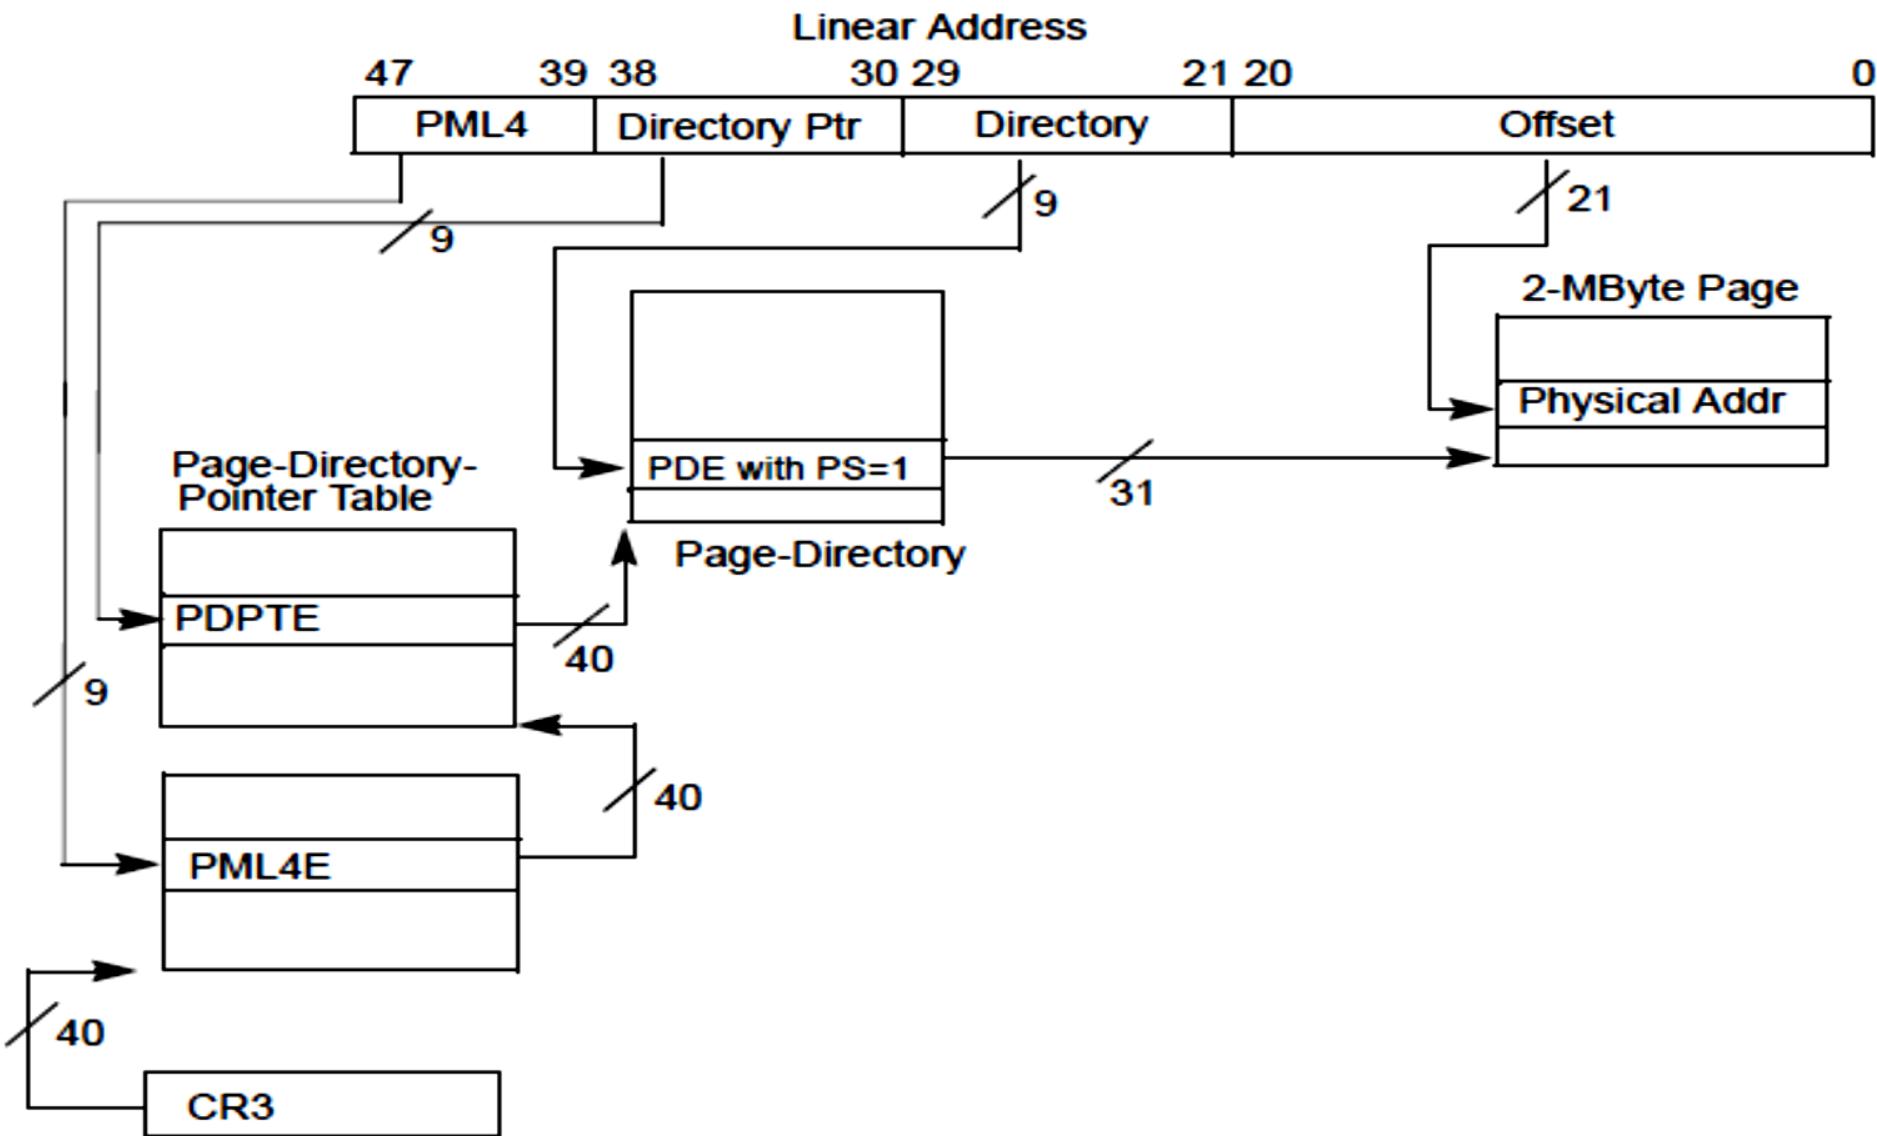 Linear Address
47 39 38 30 29 21 20 0
PML4 Directory Ptr Directory Offset
9
9
21
2-MByte Page
Physical Addr
PDE with PS=1
31
Page-Directory
Page-Directory-
Pointer Table
PDPTE
40
9
40
PML4E
40
CR3